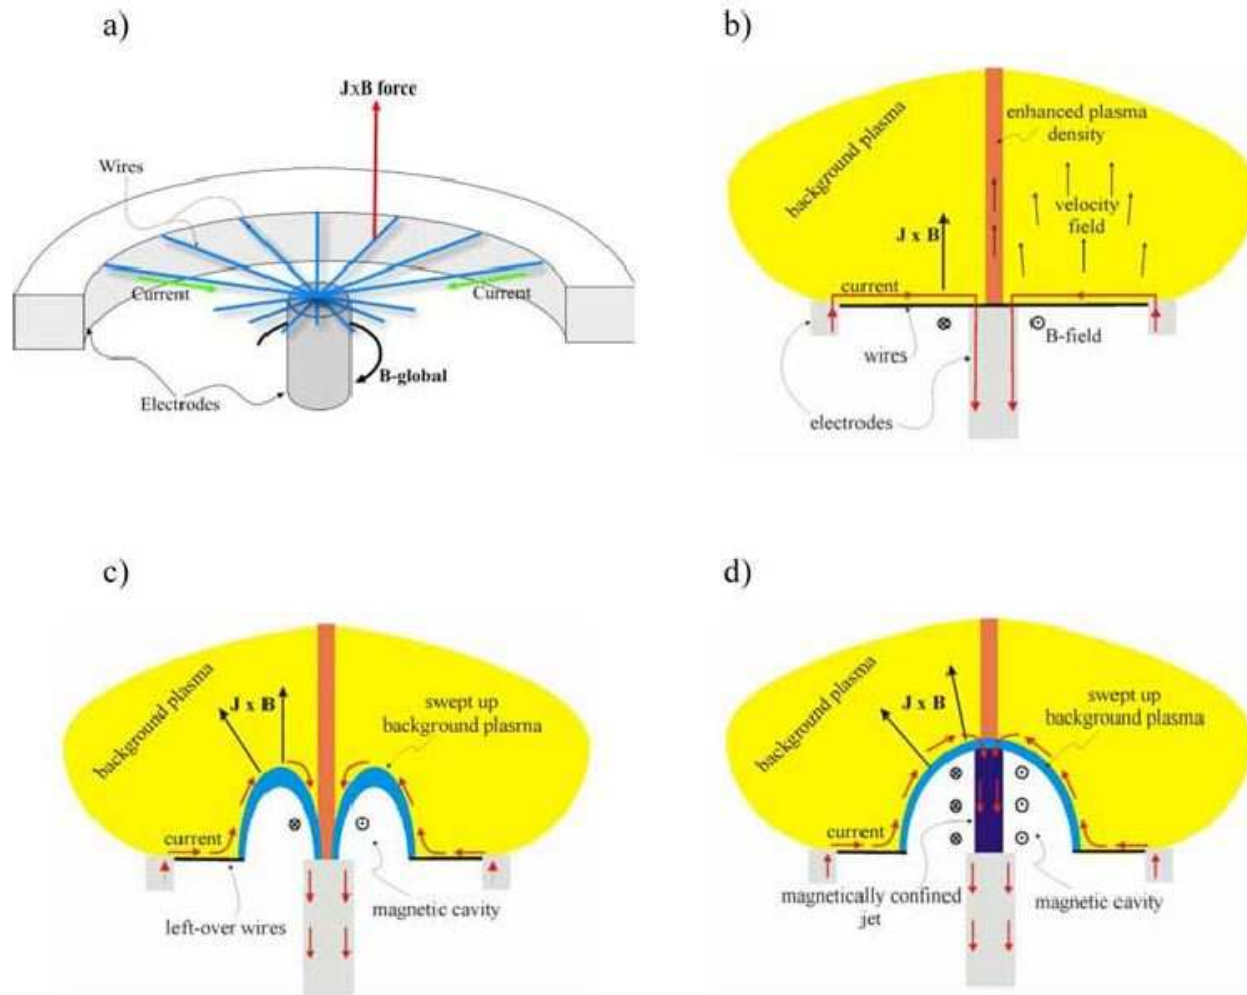 a)
JxB force
Wires
Current
Current
B-global
Electrodes
b)
background plasma
enhanced plasma
density
velocity
field
J x B
current
B-field
wires
electrodes
c)
background plasma
J x B
swept up
background plasma
current
magnetic cavity
left-over wires
d)
background plasma
J x B
swept up
background plasma
current
magnetically confined
jet
magnetic cavity